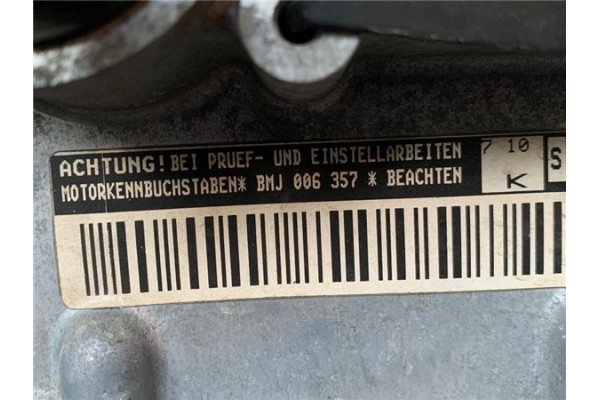 ACHTUNG! BEI PRUEF- UND EINSTELLARBEITEN
MOTORKENNBUCHSTABEN* BMJ 006 357 * BEACHTEN
7 10
K
S